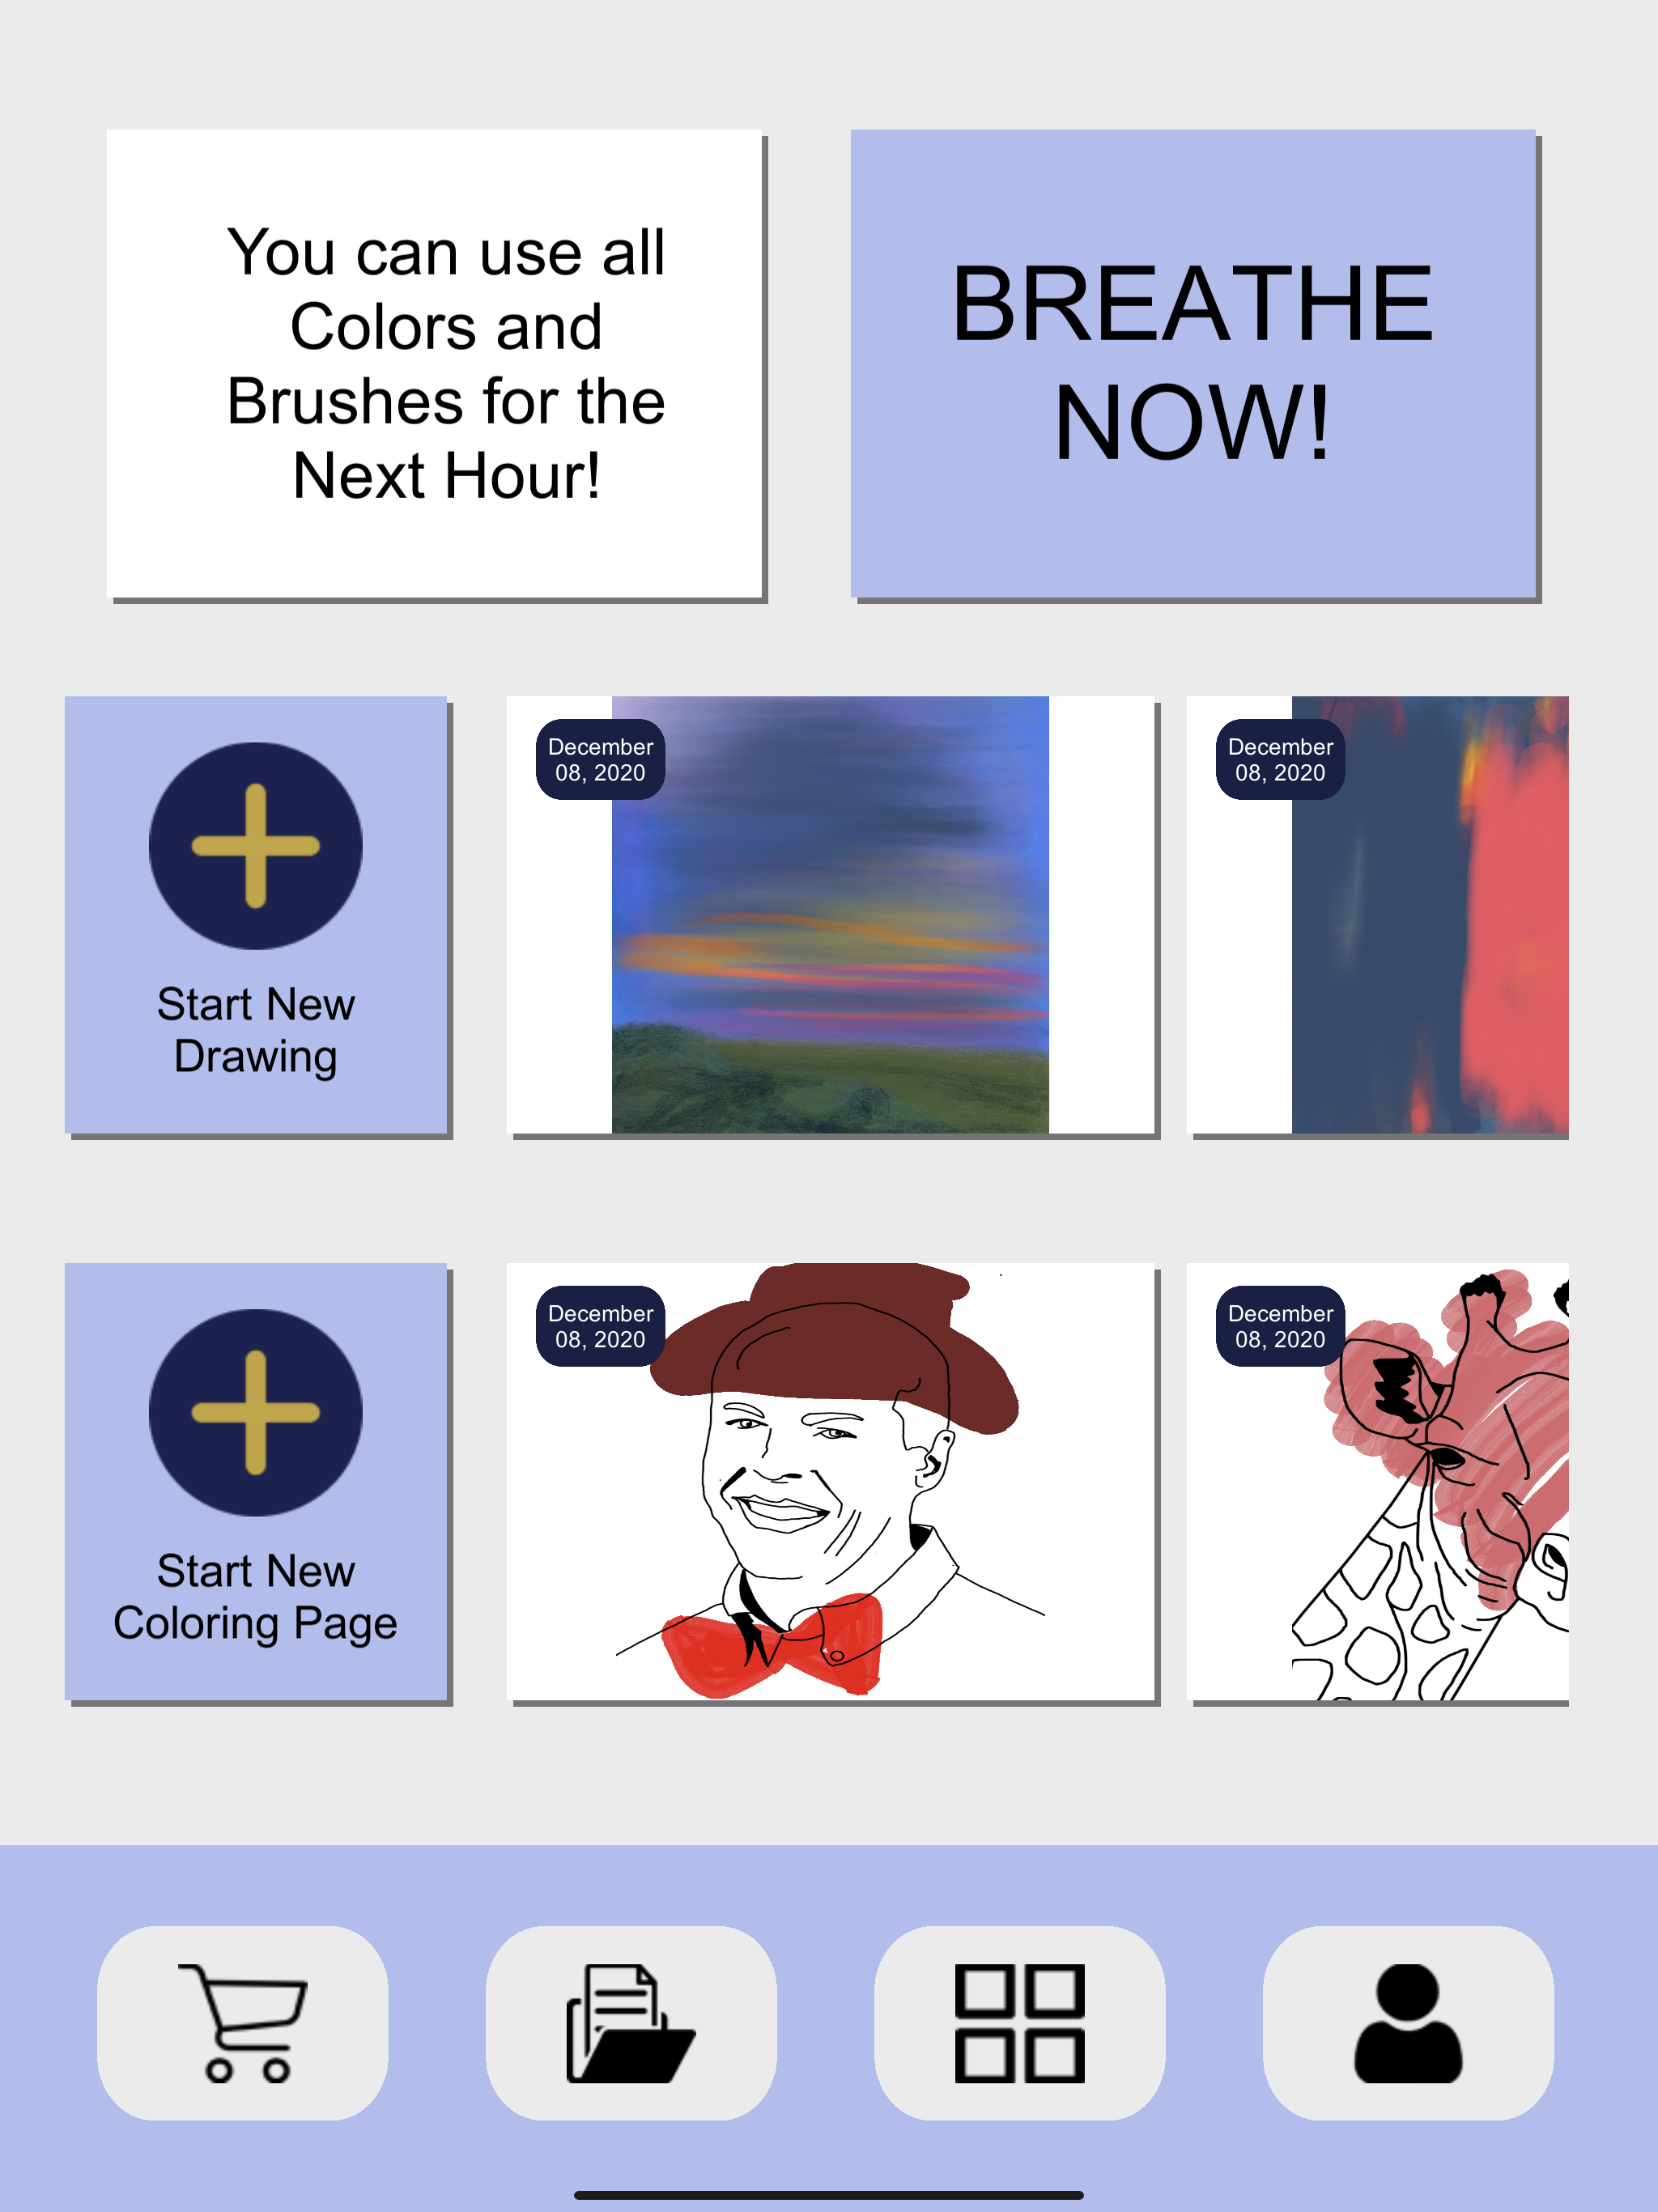 You can use all
Colors and
Brushes for the
Next Hour!
BREATHE
NOW!
December
08, 2020
December
08, 2020
Start New
Drawing
December
08, 2020
December
08, 2020
Start New
Coloring Page